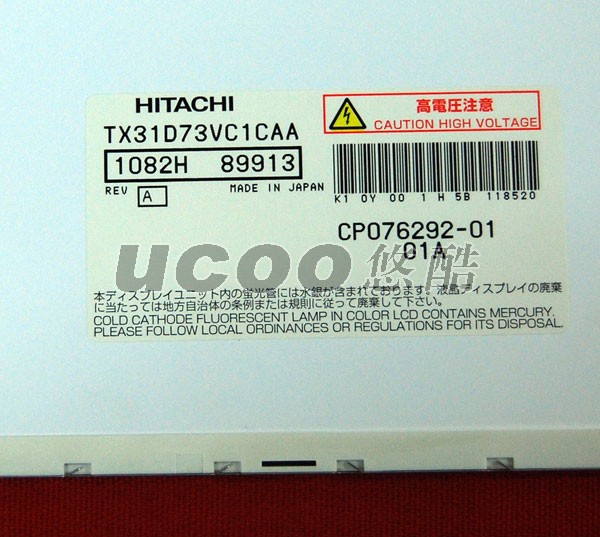 HITACHI
TX31D73VC1CAA
1082H 89913
REV A MADE IN JAPAN
高電圧注意
CAUTION HIGH VOLTAGE
K1 0Y 00 1 H 5B 118520
CP076292-01
01A
ucoo 悠酷
本ディスプレイユニット内の蛍光管には水銀が含まれております、液晶ディスプレイの廃棄
に当たっては地方自治体の条例または規則に従って廃棄して下さい。
COLD CATHODE FLUORESCENT LAMP IN COLOR LCD CONTAINS MERCURY.
PLEASE FOLLOW LOCAL ORDINANCES OR REGULATIONS FOR ITS DISPOSAL.